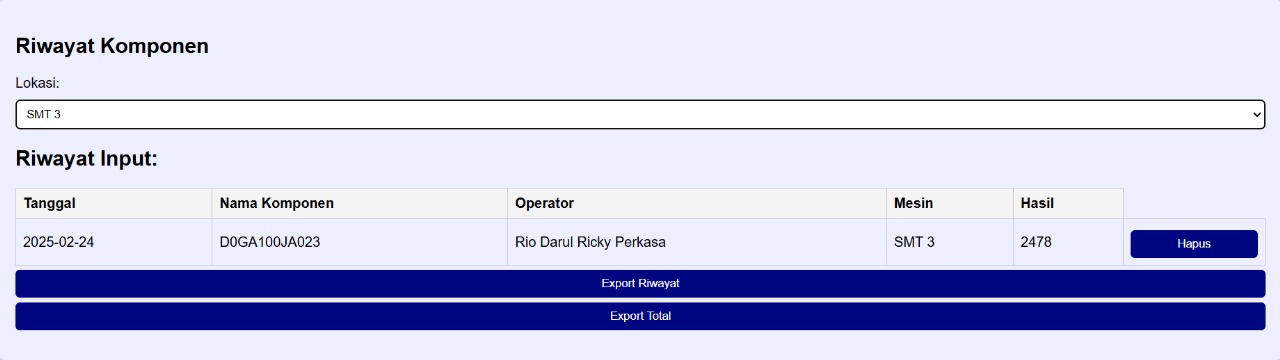 Riwayat Komponen
Lokasi:
SMT 3
Riwayat Input:
Tanggal Nama Komponen Operator Mesin Hasil
2025-02-24 D0GA100JA023 Rio Darul Ricky Perkasa SMT 3 2478 Hapus
Export Riwayat
Export Total